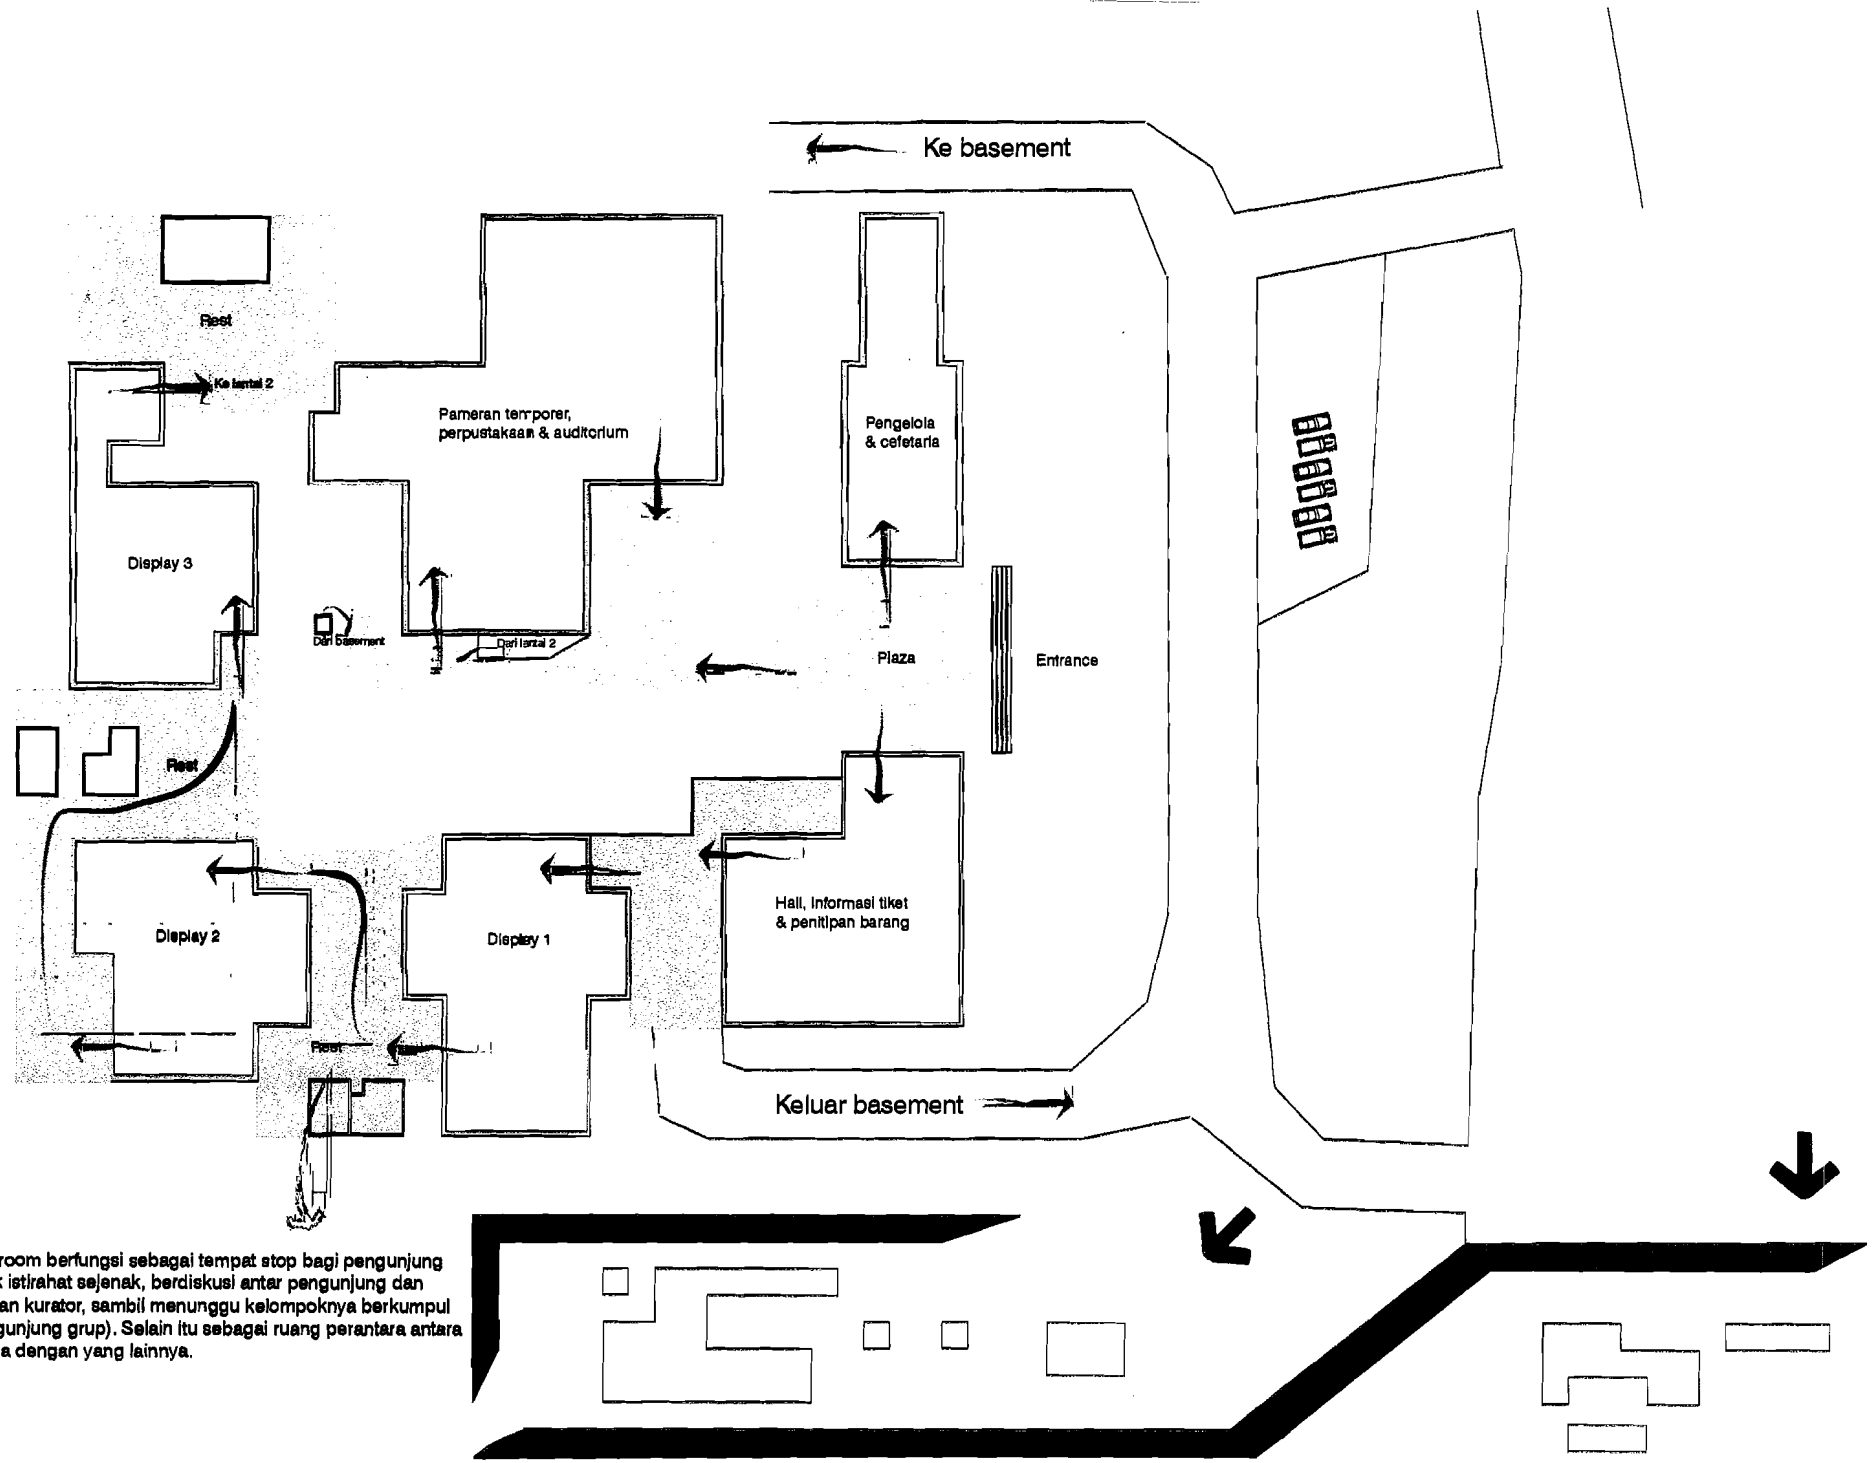 Ke basement
Rest
Ke lantai 2
Pameran temporer,
perpustakaan & auditorium
Pengelola
& cefetaria
Display 3
Dari basement
Dari lantai 2
Plaza
Entrance
Rest
Display 2
Display 1
Hall, informasi tiket
& penitipan barang
Rest
Keluar basement
room berfungsi sebagai tempat stop bagi pengunjung
k istirahat sejenak, berdiskusi antar pengunjung dan
an kurator, sambil menunggu kelompoknya berkumpul
gunjung grup). Selain itu sebagai ruang perantara antara
a dengan yang lainnya.